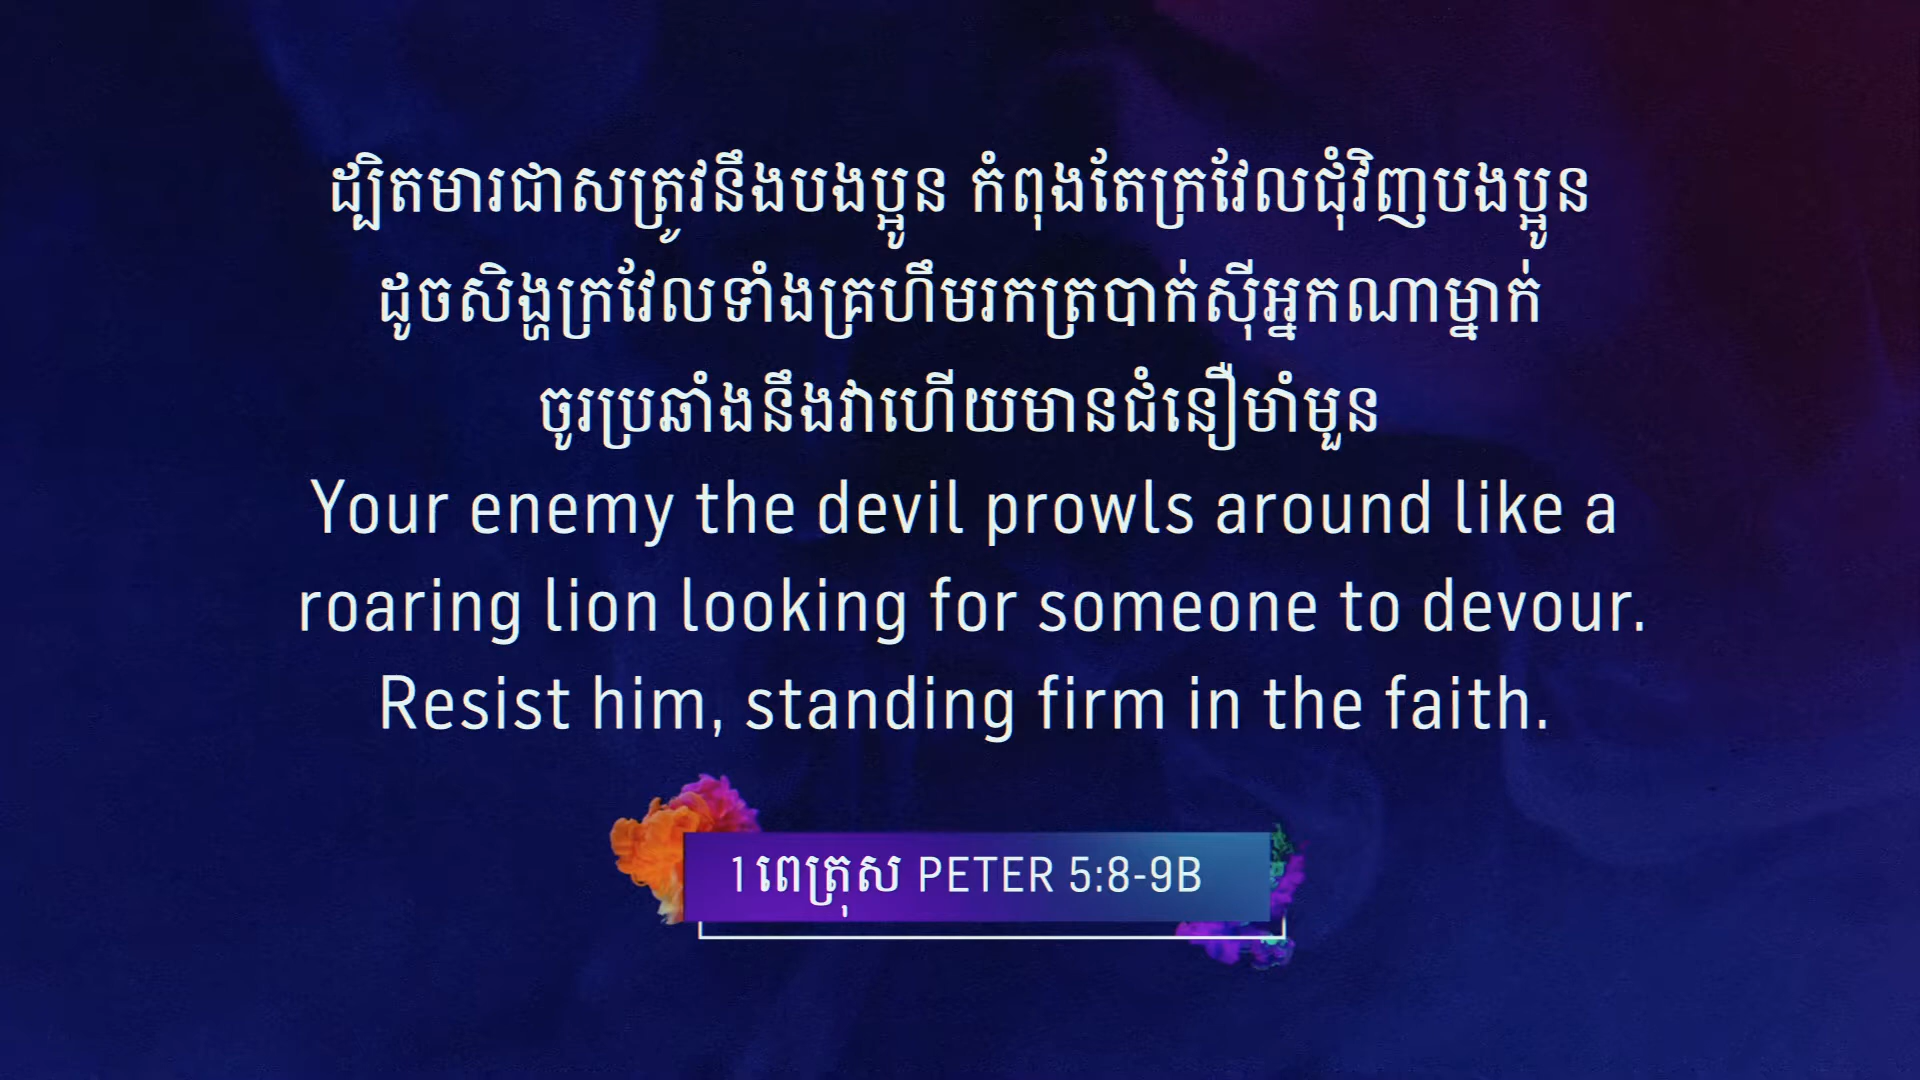 ដ្បិតមារជាសត្រូវនឹងបងប្អូន កំពុងតែក្រវែលជុំវិញបងប្អូន
ដូចសិង្ហក្រវែលទាំងគ្រហឹមរកត្របាក់ស៊ីអ្នកណាម្នាក់
ចូរប្រឆាំងនឹងវាហើយមានជំនឿមាំមួន
Your enemy the devil prowls around like a
roaring lion looking for someone to devour.
Resist him, standing firm in the faith.
1 ពេត្រុស PETER 5:8-9B